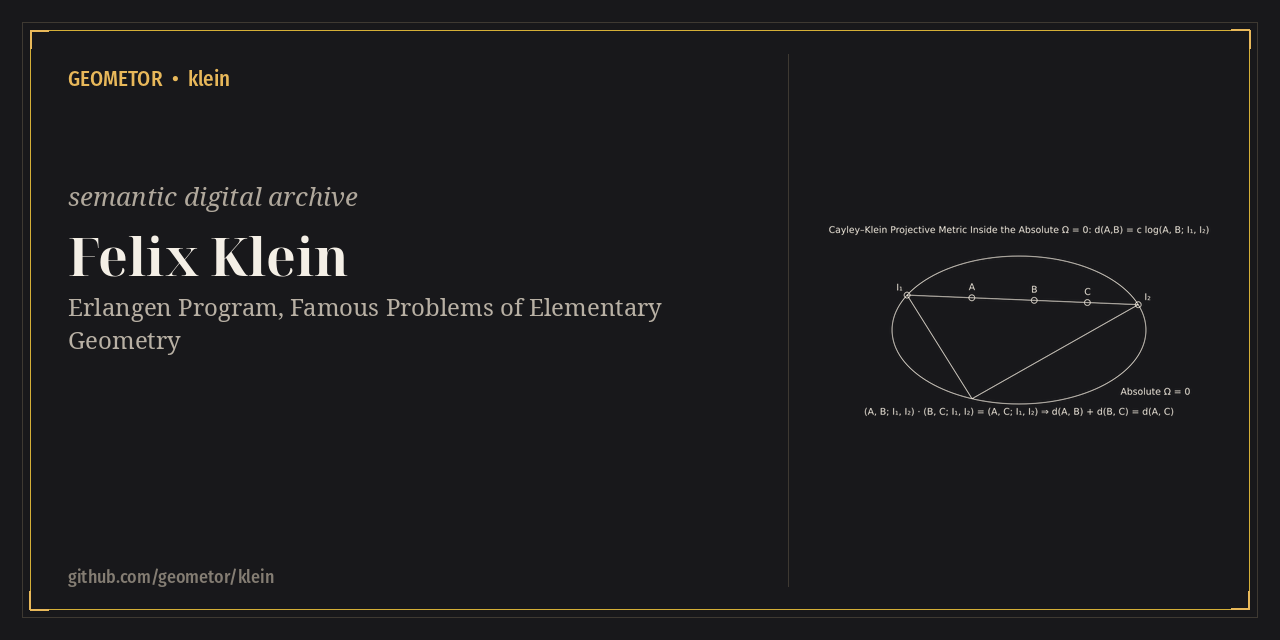 GEOMETOR • klein
semantic digital archive
Felix Klein
Erlangen Program, Famous Problems of Elementary
Geometry
github.com/geometor/klein
Cayley–Klein Projective Metric Inside the Absolute Ω = 0: d(A,B) = c log(A, B; I₁, I₂)
I₁
A
B
C
I₂
Absolute Ω = 0
(A, B; I₁, I₂) · (B, C; I₁, I₂) = (A, C; I₁, I₂) ⇒ d(A, B) + d(B, C) = d(A, C)